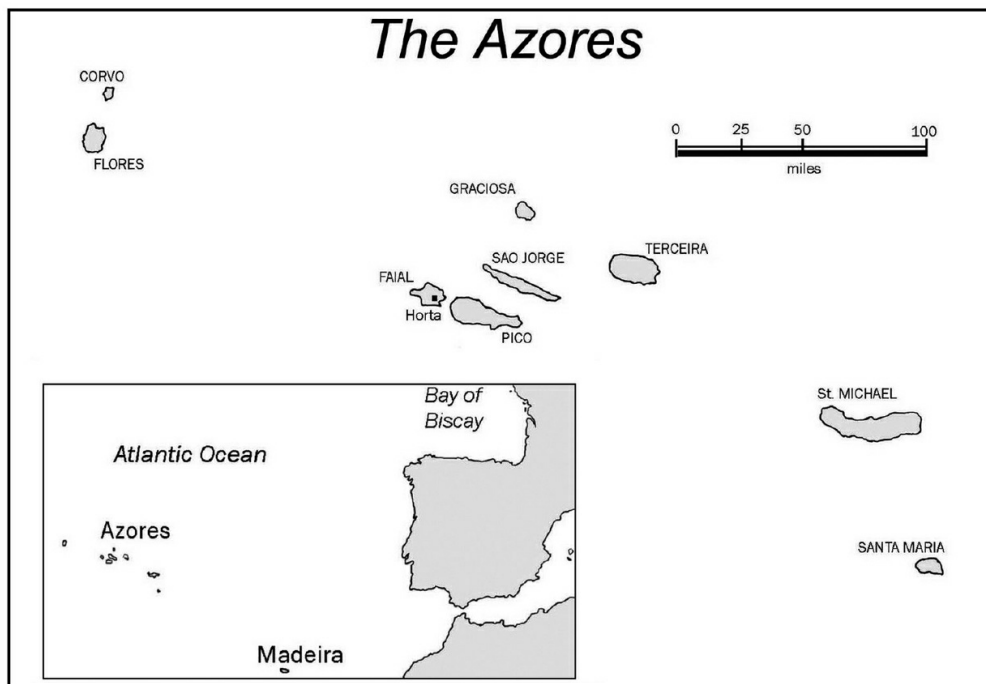 The Azores
CORVO
FLORES
0 25 50 100
miles
GRACIOSA
SAO JORGE
TERCEIRA
FAIAL
Horta
PICO
St. MICHAEL
SANTA MARIA
Bay of
Biscay
Atlantic Ocean
Azores
Madeira